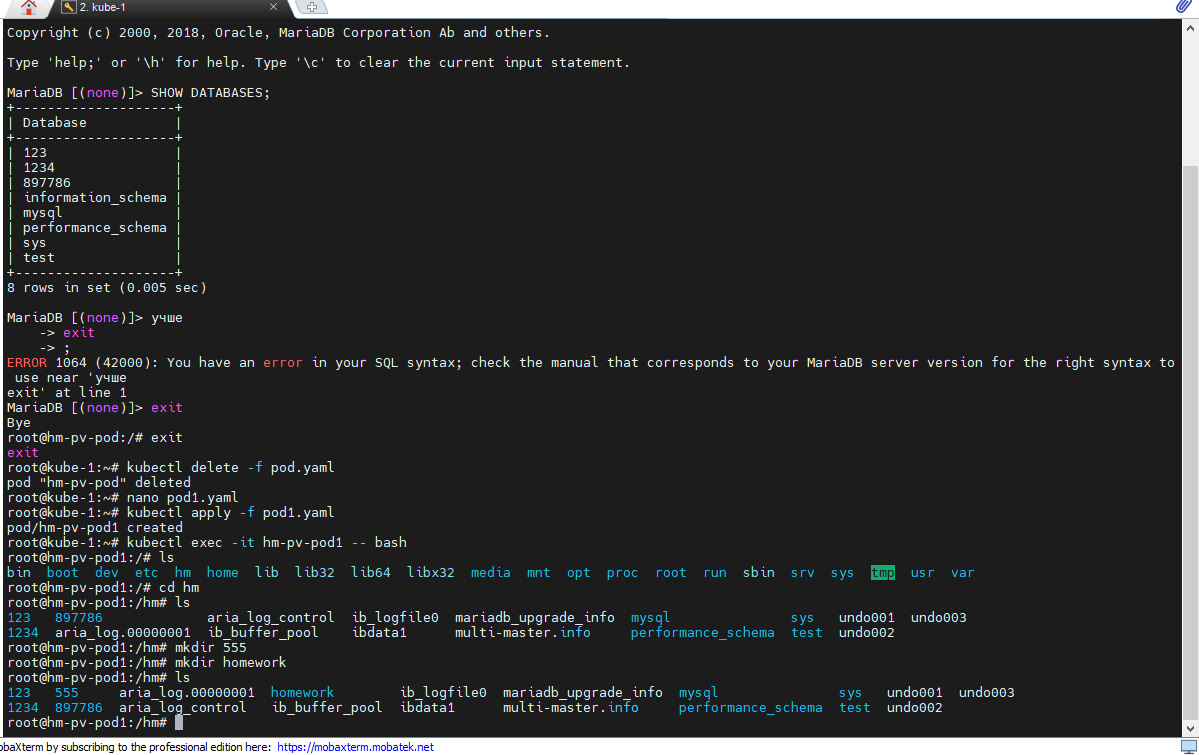 2. kube-1
Copyright (c) 2000, 2018, Oracle, MariaDB Corporation Ab and others.
Type 'help;' or '\h' for help. Type '\c' to clear the current input statement.
MariaDB [(none)]> SHOW DATABASES;
+--------------------+
| Database           |
+--------------------+
| 123                |
| 1234               |
| 897786             |
| information_schema |
| mysql              |
| performance_schema |
| sys                |
| test               |
+--------------------+
8 rows in set (0.005 sec)
MariaDB [(none)]> учше
    -> exit
    -> ;
ERROR 1064 (42000): You have an error in your SQL syntax; check the manual that corresponds to your MariaDB server version for the right syntax to
 use near 'учше
exit' at line 1
MariaDB [(none)]> exit
Bye
root@hm-pv-pod:/# exit
exit
root@kube-1:~# kubectl delete -f pod.yaml
pod "hm-pv-pod" deleted
root@kube-1:~# nano pod1.yaml
root@kube-1:~# kubectl apply -f pod1.yaml
pod/hm-pv-pod1 created
root@kube-1:~# kubectl exec -it hm-pv-pod1 -- bash
root@hm-pv-pod1:/# ls
bin  boot  dev  etc  hm  home  lib  lib32  lib64  libx32  media  mnt  opt  proc  root  run  sbin  srv  sys  tmp  usr  var
root@hm-pv-pod1:/# cd hm
root@hm-pv-pod1:/hm# ls
123   897786             aria_log_control  ib_logfile0  mariadb_upgrade_info  mysql               sys   undo001  undo003
1234  aria_log.00000001  ib_buffer_pool    ibdata1      multi-master.info     performance_schema  test  undo002
root@hm-pv-pod1:/hm# mkdir 555
root@hm-pv-pod1:/hm# mkdir homework
root@hm-pv-pod1:/hm# ls
123   555     aria_log.00000001  homework        ib_logfile0  mariadb_upgrade_info  mysql               sys   undo001  undo003
1234  897786  aria_log_control   ib_buffer_pool  ibdata1      multi-master.info     performance_schema  test  undo002
root@hm-pv-pod1:/hm#
obaXterm by subscribing to the professional edition here: https://mobaxterm.mobatek.net